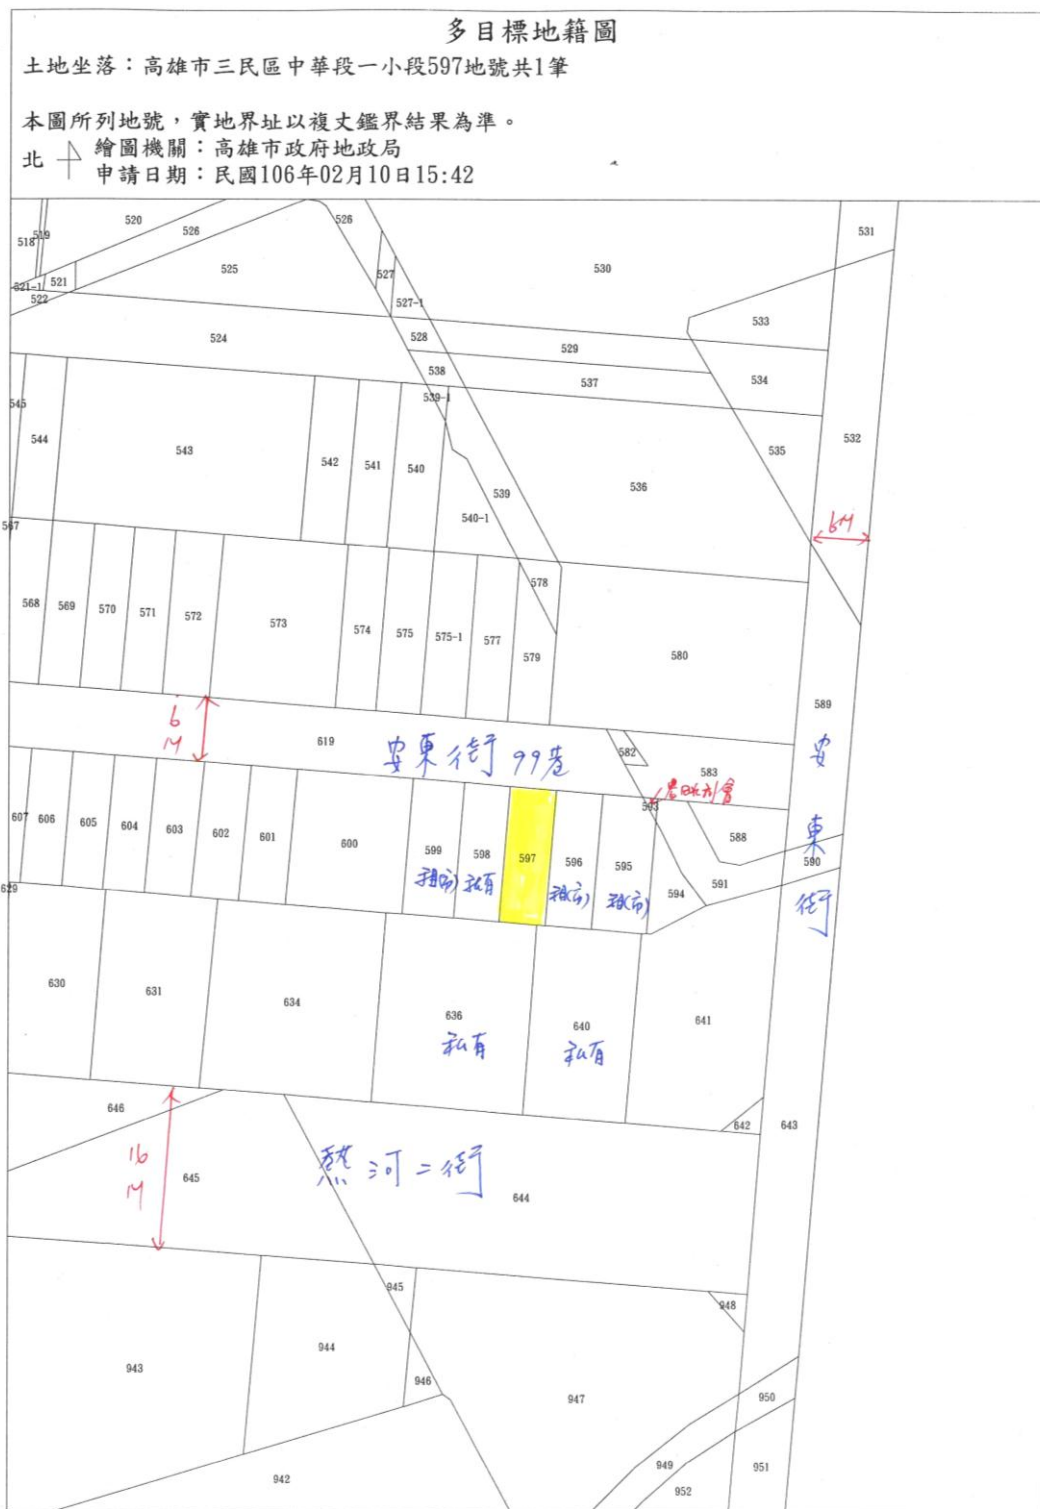 多目標地籍圖
土地坐落：高雄市三民區中華段一小段597地號共1筆
本圖所列地號，實地界址以複丈鑑界結果為準。
北 繪圖機關：高雄市政府地政局
申請日期：民國106年02月10日15:42
518 519 520 526 526 531
521-1 521 522 525 527 527-1 530
524 528 529 533
538 537 534
545 544 543 542 541 540 539-1 536 535 532
539 540-1
6M
567
568 569 570 571 572 573 574 575 575-1 577 578 579 580
589
6
M
619 安東街99巷 582 583
安東街
607 606 605 604 603 602 601 600 599 598 597 596 595 593 594 591 588 590
私有
629
630 631 634 636 640 641
私有 私有
646 642 643
16
M
645 熱河二街 644
945 948
943 944 946 947 950
942 949 952 951